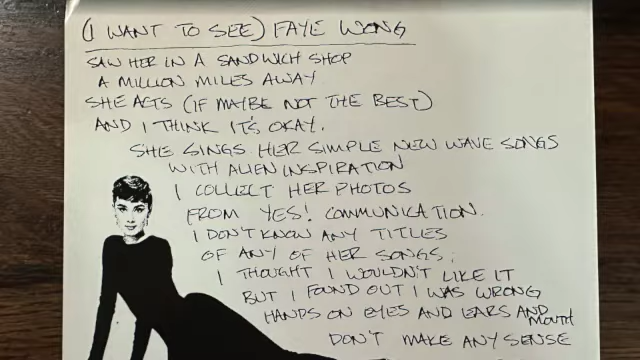 (I WANT TO SEE) FAYE WONG
SAW HER IN A SANDWICH SHOP
A MILLION MILES AWAY
SHE ACTS (IF MAYBE NOT THE BEST)
AND I THINK IT'S OKAY.
SHE SINGS HER SIMPLE NEW WAVE SONGS
WITH ALIEN INSPIRATION
I COLLECT HER PHOTOS
FROM YES! COMMUNICATION.
I DON'T KNOW ANY TITLES
OF ANY OF HER SONGS;
I THOUGHT I WOULDN'T LIKE IT
BUT I FOUND OUT I WAS WRONG
HANDS ON EYES AND EARS AND MOUTH
DON'T MAKE ANY SENSE